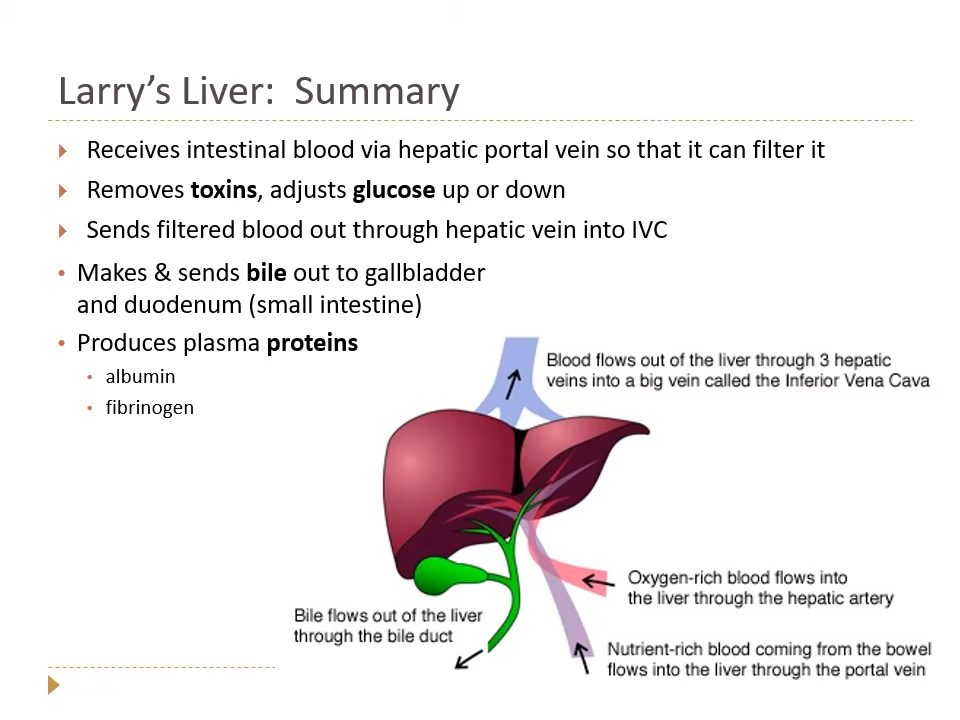 Larry’s Liver:  Summary
Receives intestinal blood via hepatic portal vein so that it can filter it
Removes toxins, adjusts glucose up or down
Sends filtered blood out through hepatic vein into IVC
• Makes & sends bile out to gallbladder
and duodenum (small intestine)
• Produces plasma proteins
• albumin
• fibrinogen
Blood flows out of the liver through 3 hepatic
veins into a big vein called the Inferior Vena Cava
Oxygen-rich blood flows into
the liver through the hepatic artery
Bile flows out of the liver
through the bile duct
Nutrient-rich blood coming from the bowel
flows into the liver through the portal vein